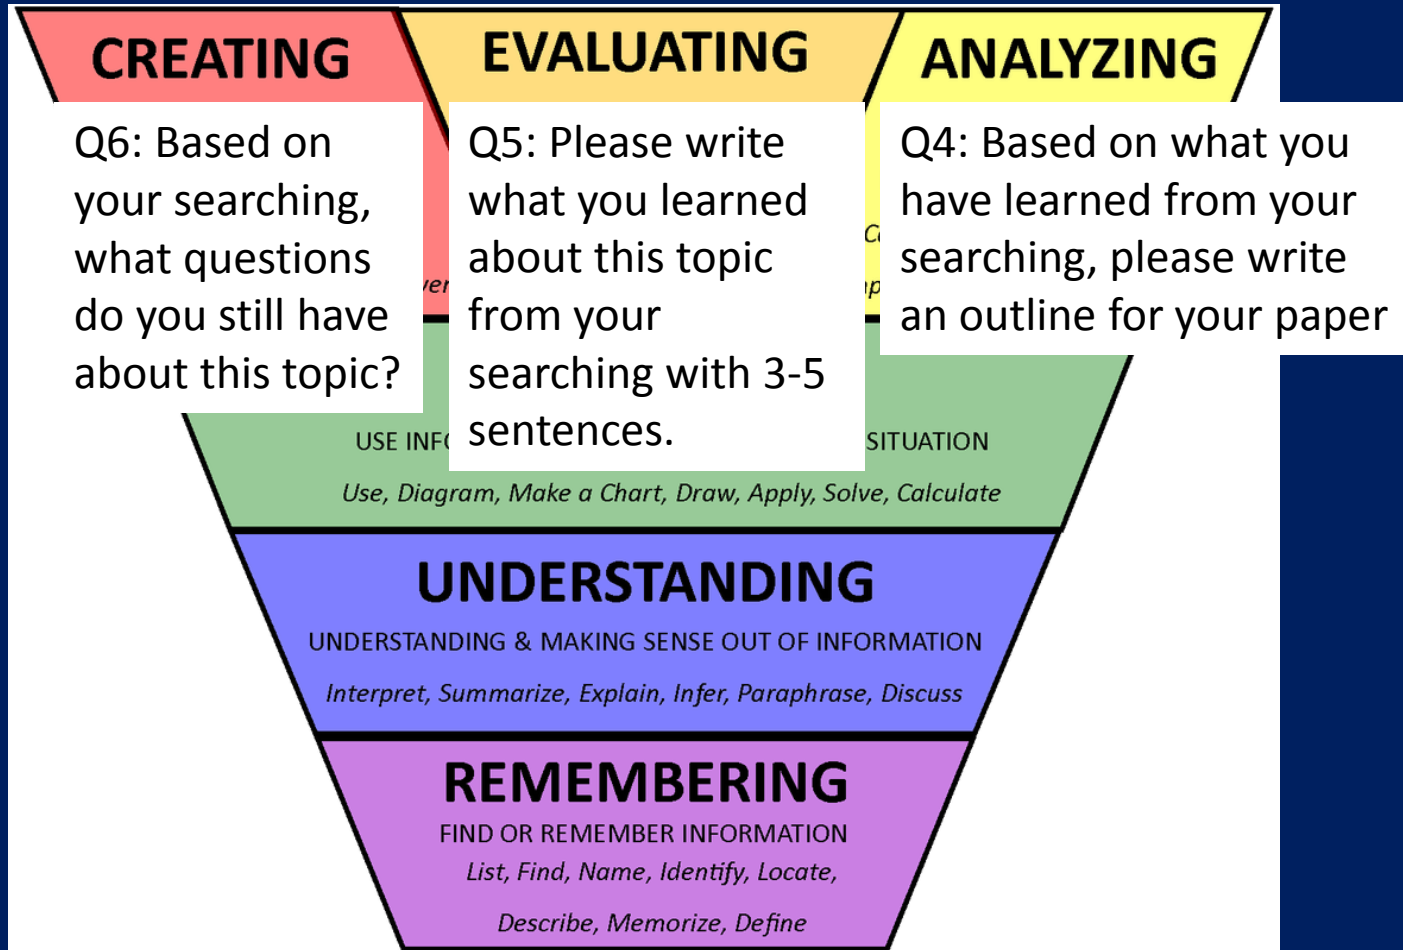 CREATING
EVALUATING
ANALYZING
Q6: Based on
your searching,
what questions
do you still have
about this topic?
Q5: Please write
what you learned
about this topic
from your
searching with 3-5
sentences.
Q4: Based on what you
have learned from your
searching, please write
an outline for your paper
USE SITUATION
Use, Diagram, Make a Chart, Draw, Apply, Solve, Calculate
UNDERSTANDING
UNDERSTANDING & MAKING SENSE OUT OF INFORMATION
Interpret, Summarize, Explain, Infer, Paraphrase, Discuss
REMEMBERING
FIND OR REMEMBER INFORMATION
List, Find, Name, Identify, Locate,
Describe, Memorize, Define